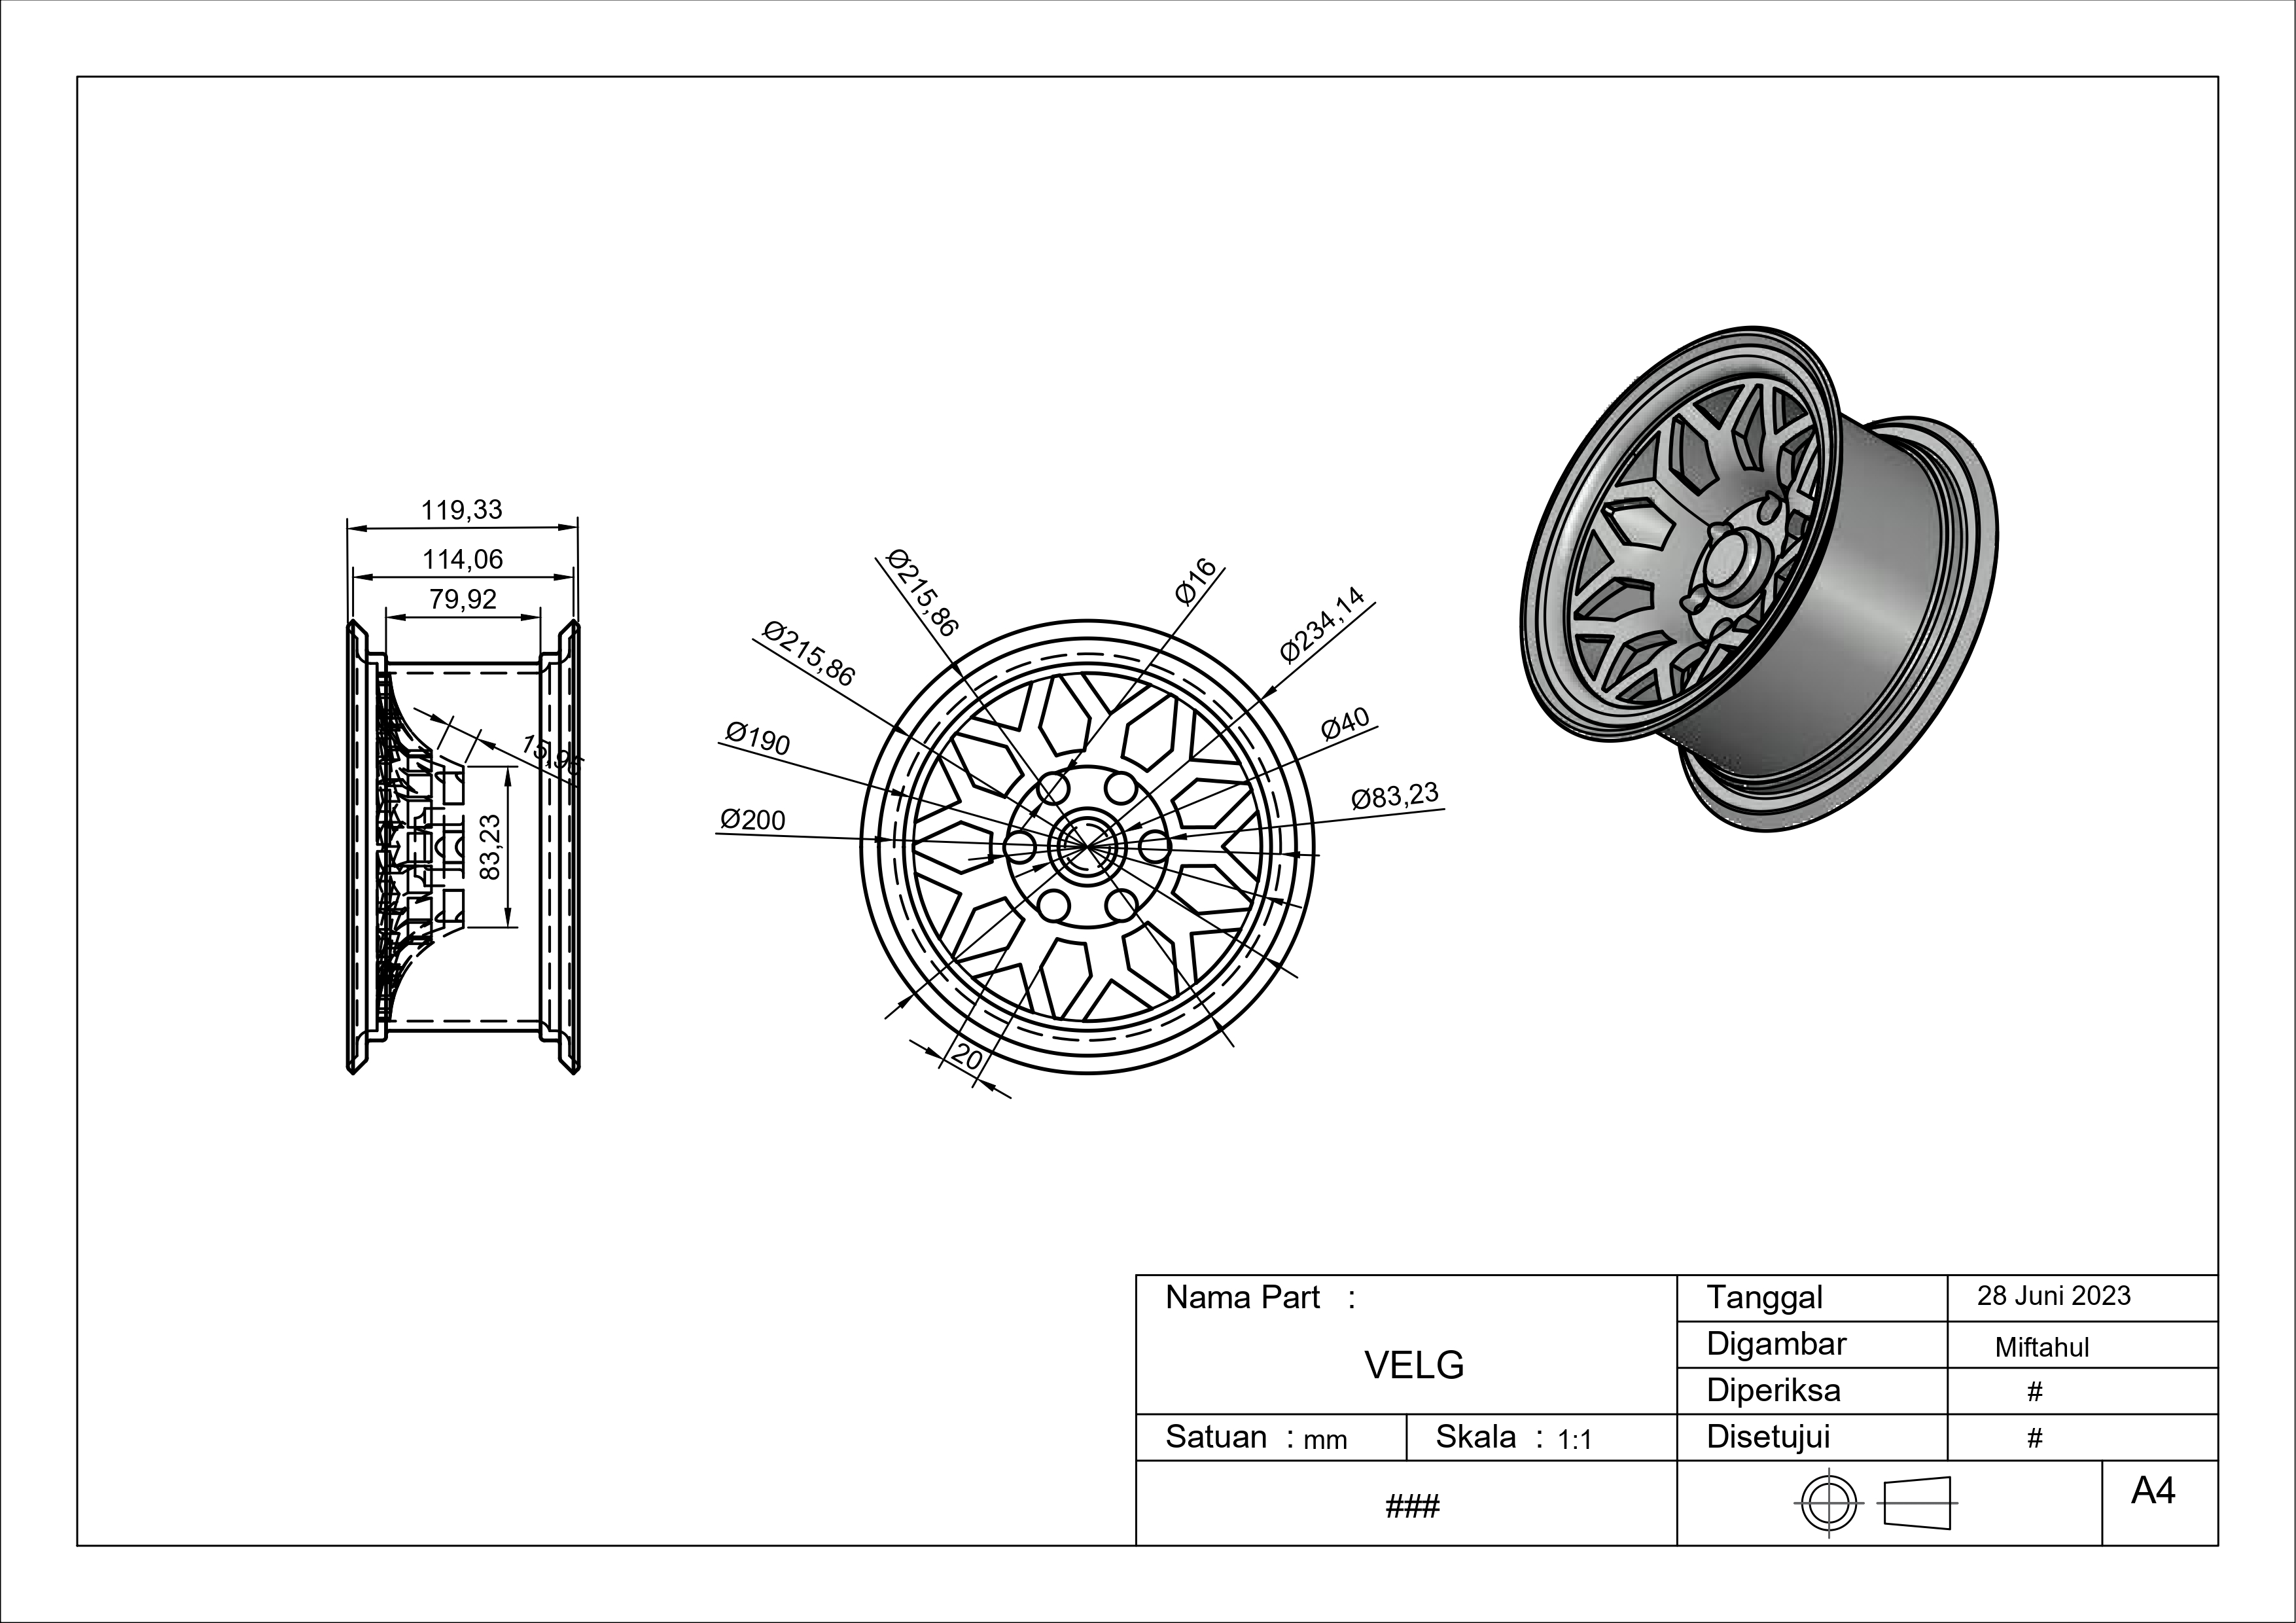 119,33
114,06
79,92
15,95
83,23
Ø215,86
Ø215,86
Ø190
Ø200
Ø16
Ø234,14
Ø40
Ø83,23
20
Nama Part :
VELG
Satuan : mm
Skala : 1:1
###
Tanggal 28 Juni 2023
Digambar Miftahul
Diperiksa #
Disetujui #
A4